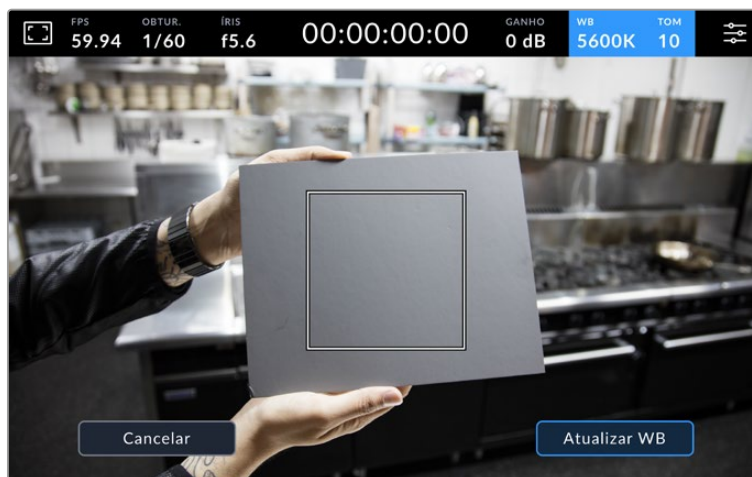 FPS OBTUR. ÍRIS GANHO WB TOM
59.94 1/60 f5.6 00:00:00:00 0 dB 5600K 10
Cancelar Atualizar WB